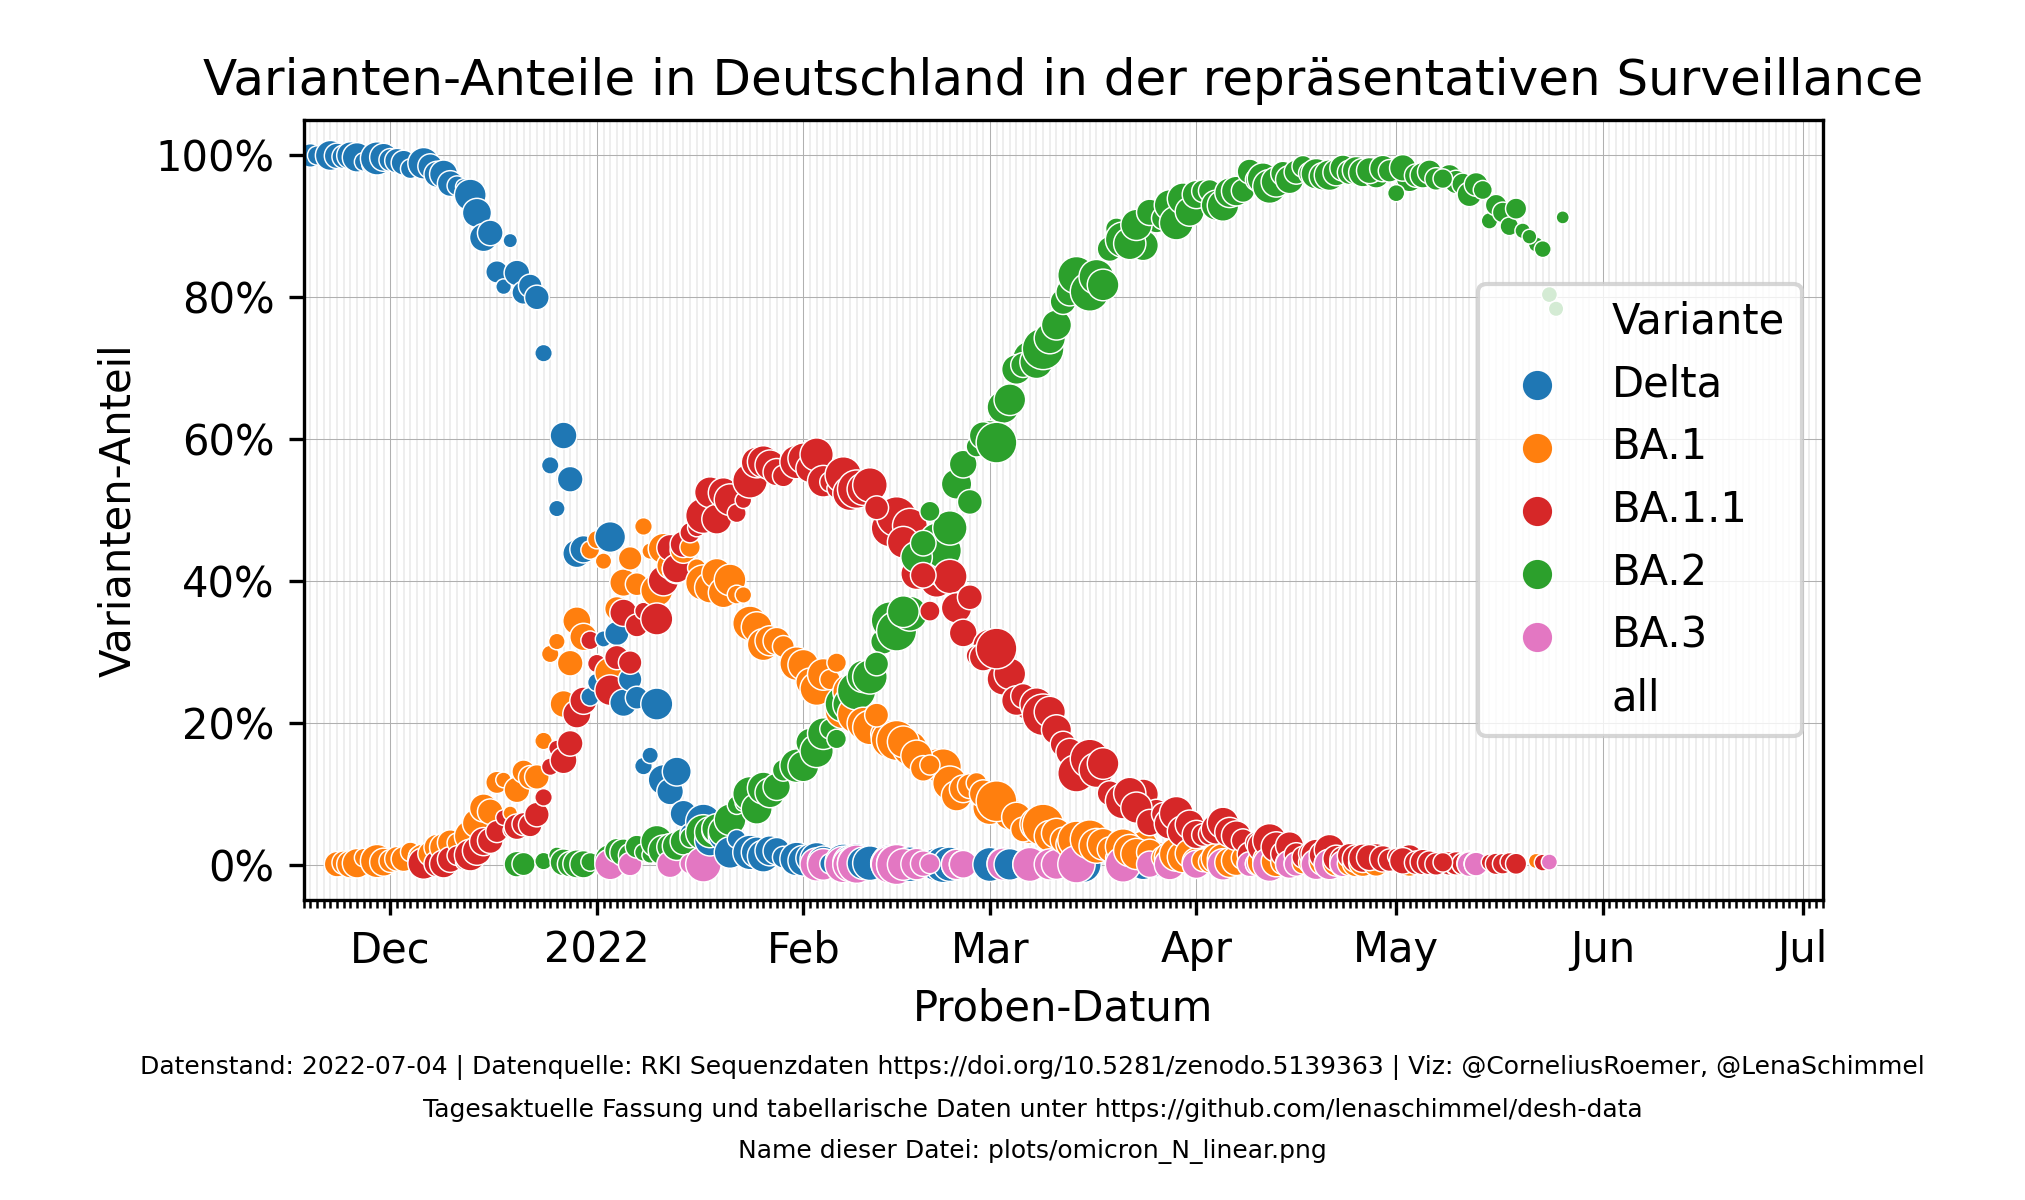 Varianten-Anteile in Deutschland in der repräsentativen Surveillance
Varianten-Anteil
100%
80%
60%
40%
20%
0%
Variante
Delta
BA.1
BA.1.1
BA.2
BA.3
all
Dec 2022 Feb Mar Apr May Jun Jul
Proben-Datum
Datenstand: 2022-07-04 | Datenquelle: RKI Sequenzdaten https://doi.org/10.5281/zenodo.5139363 | Viz: @CorneliusRoemer, @LenaSchimmel
Tagesaktuelle Fassung und tabellarische Daten unter https://github.com/lenaschimmel/desh-data
Name dieser Datei: plots/omicron_N_linear.png